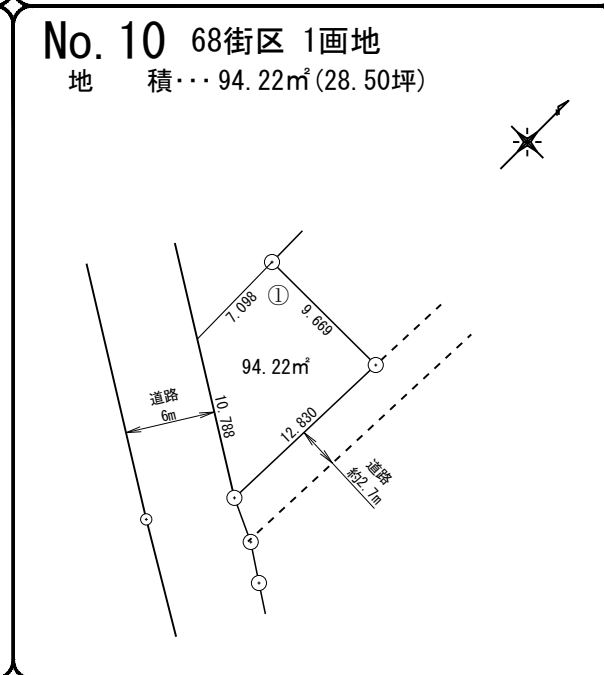 No. 10 68街区 1画地
地 積･･･94.22㎡(28.50坪)
7.098
①
9.669
94.22㎡
道路
6m
10.788
12.830
道路
約2.7m